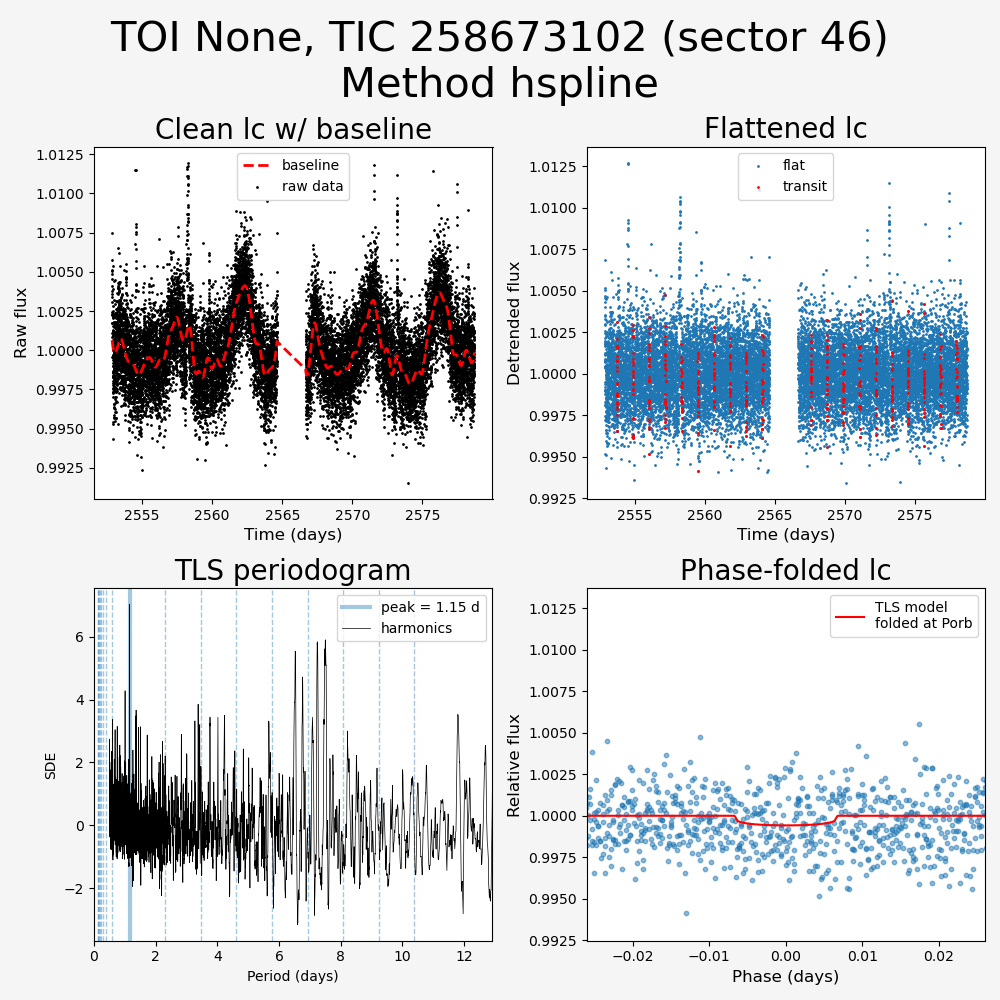 TOI None, TIC 258673102 (sector 46)
Method hspline
Clean lc w/ baseline
baseline
raw data
1.0125
1.0100
1.0075
1.0050
1.0025
1.0000
0.9975
0.9950
0.9925
Raw flux
2555
2560
2565
2570
2575
Time (days)
Flattened lc
flat
transit
1.0125
1.0100
1.0075
1.0050
1.0025
1.0000
0.9975
0.9950
0.9925
Detrended flux
2555
2560
2565
2570
2575
Time (days)
TLS periodogram
peak = 1.15 d
harmonics
6
4
2
0
−2
SDE
0
2
4
6
8
10
12
Period (days)
Phase-folded lc
TLS model
folded at Porb
1.0125
1.0100
1.0075
1.0050
1.0025
1.0000
0.9975
0.9950
0.9925
Relative flux
−0.02
−0.01
0.00
0.01
0.02
Phase (days)